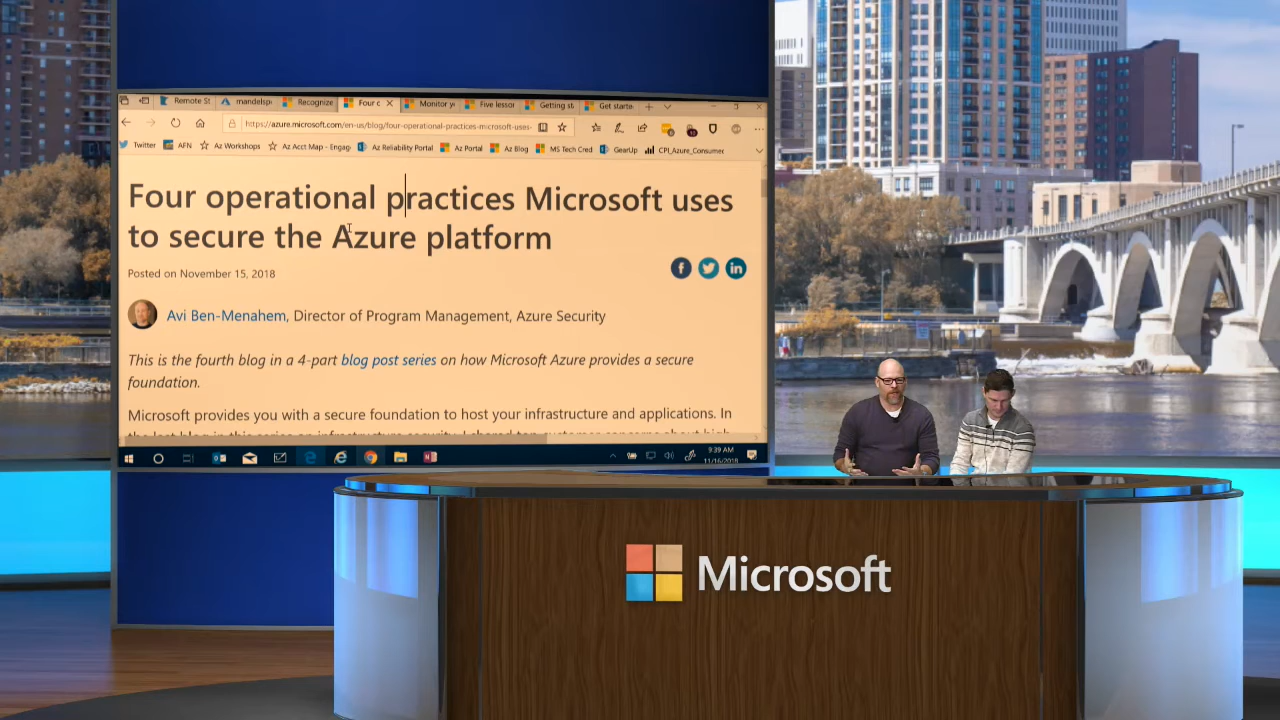 Remote St
mandelsp
Recognize
Four c
Monitor yo
Five lesson
Getting st
Get starte
https://azure.microsoft.com/en-us/blog/four-operational-practices-microsoft-uses-
Twitter
AFN
Az Workshops
Az Acct Map - Engag
Az Reliability Portal
Az Portal
Az Blog
MS Tech Cred
GearUp
CPI_Azure_Consumer
Four operational practices Microsoft uses
to secure the Azure platform
Posted on November 15, 2018
Avi Ben-Menahem, Director of Program Management, Azure Security
This is the fourth blog in a 4-part blog post series on how Microsoft Azure provides a secure
foundation.
Microsoft provides you with a secure foundation to host your infrastructure and applications. In
9:39 AM
11/16/2018
Microsoft